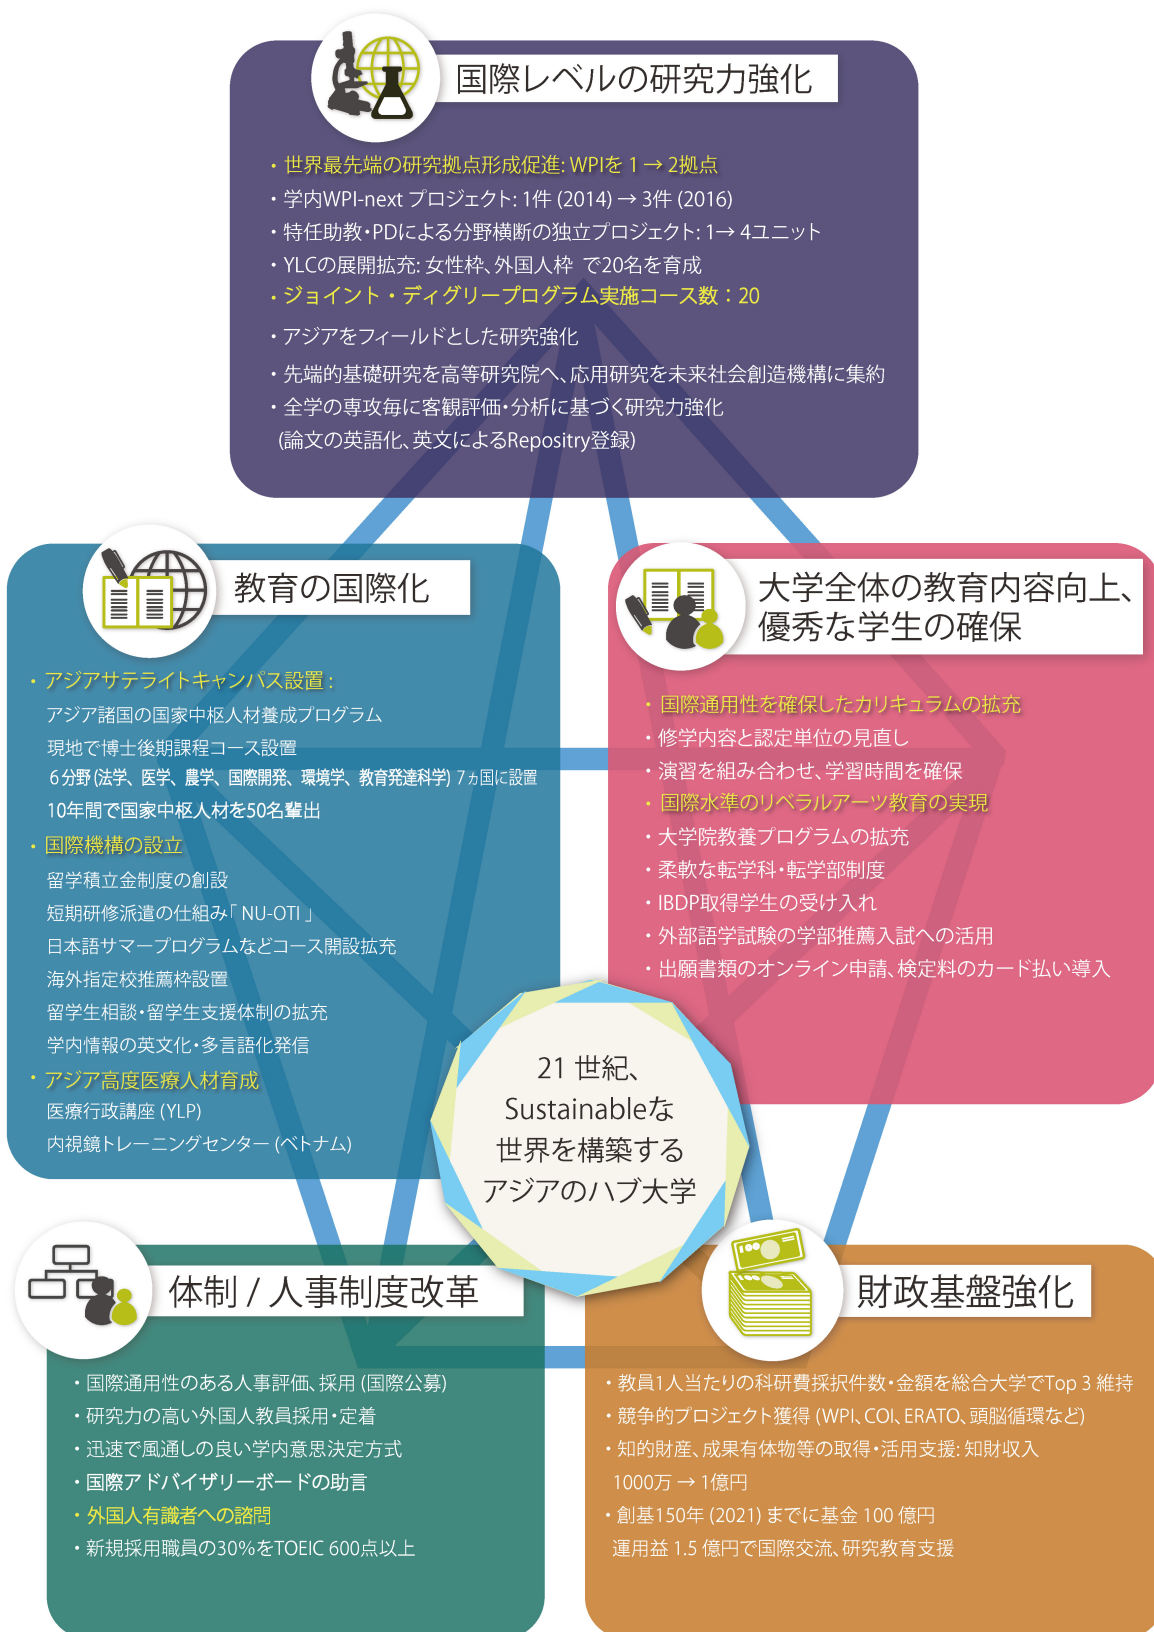 国際レベルの研究力強化
・世界最先端の研究拠点形成促進: WPIを 1 → 2拠点
・学内WPI-next プロジェクト: 1件 (2014) → 3件 (2016)
・特任助教・PDによる分野横断の独立プロジェクト: 1→ 4ユニット
・YLCの展開拡充: 女性枠、外国人枠 で20名を育成
・ジョイント・ディグリープログラム実施コース数：20
・アジアをフィールドとした研究強化
・先端的基礎研究を高等研究院へ、応用研究を未来社会創造機構に集約
・全学の専攻毎に客観評価・分析に基づく研究力強化
(論文の英語化、英文によるRepositry登録)
教育の国際化
・アジアサテライトキャンパス設置 :
アジア諸国の国家中枢人材養成プログラム
現地で博士後期課程コース設置
６分野 (法学、医学、農学、国際開発、環境学、教育発達科学) ７ヵ国に設置
10年間で国家中枢人材を50名輩出
・国際機構の設立
留学積立金制度の創設
短期研修派遣の仕組み「 NU-OTI 」
日本語サマープログラムなどコース開設拡充
海外指定校推薦枠設置
留学生相談・留学生支援体制の拡充
学内情報の英文化・多言語化発信
・アジア高度医療人材育成
医療行政講座 (YLP)
内視鏡トレーニングセンター (ベトナム)
大学全体の教育内容向上、
優秀な学生の確保
・国際通用性を確保したカリキュラムの拡充
・修学内容と認定単位の見直し
・演習を組み合わせ、学習時間を確保
・国際水準のリベラルアーツ教育の実現
・大学院教養プログラムの拡充
・柔軟な転学科・転学部制度
・IBDP取得学生の受け入れ
・外部語学試験の学部推薦入試への活用
・出願書類のオンライン申請、検定料のカード払い導入
21 世紀、
Sustainableな
世界を構築する
アジアのハブ大学
体制 / 人事制度改革
・国際通用性のある人事評価、採用 (国際公募)
・研究力の高い外国人教員採用・定着
・迅速で風通しの良い学内意思決定方式
・国際アドバイザリーボードの助言
・外国人有識者への諮問
・新規採用職員の30%をTOEIC 600点以上
財政基盤強化
・教員1人当たりの科研費採択件数・金額を総合大学でTop 3 維持
・競争的プロジェクト獲得 (WPI、COI、ERATO、頭脳循環など)
・知的財産、成果有体物等の取得・活用支援: 知財収入
1000万 → 1億円
・創基150年 (2021) までに基金 100 億円
運用益 1.5 億円で国際交流、研究教育支援